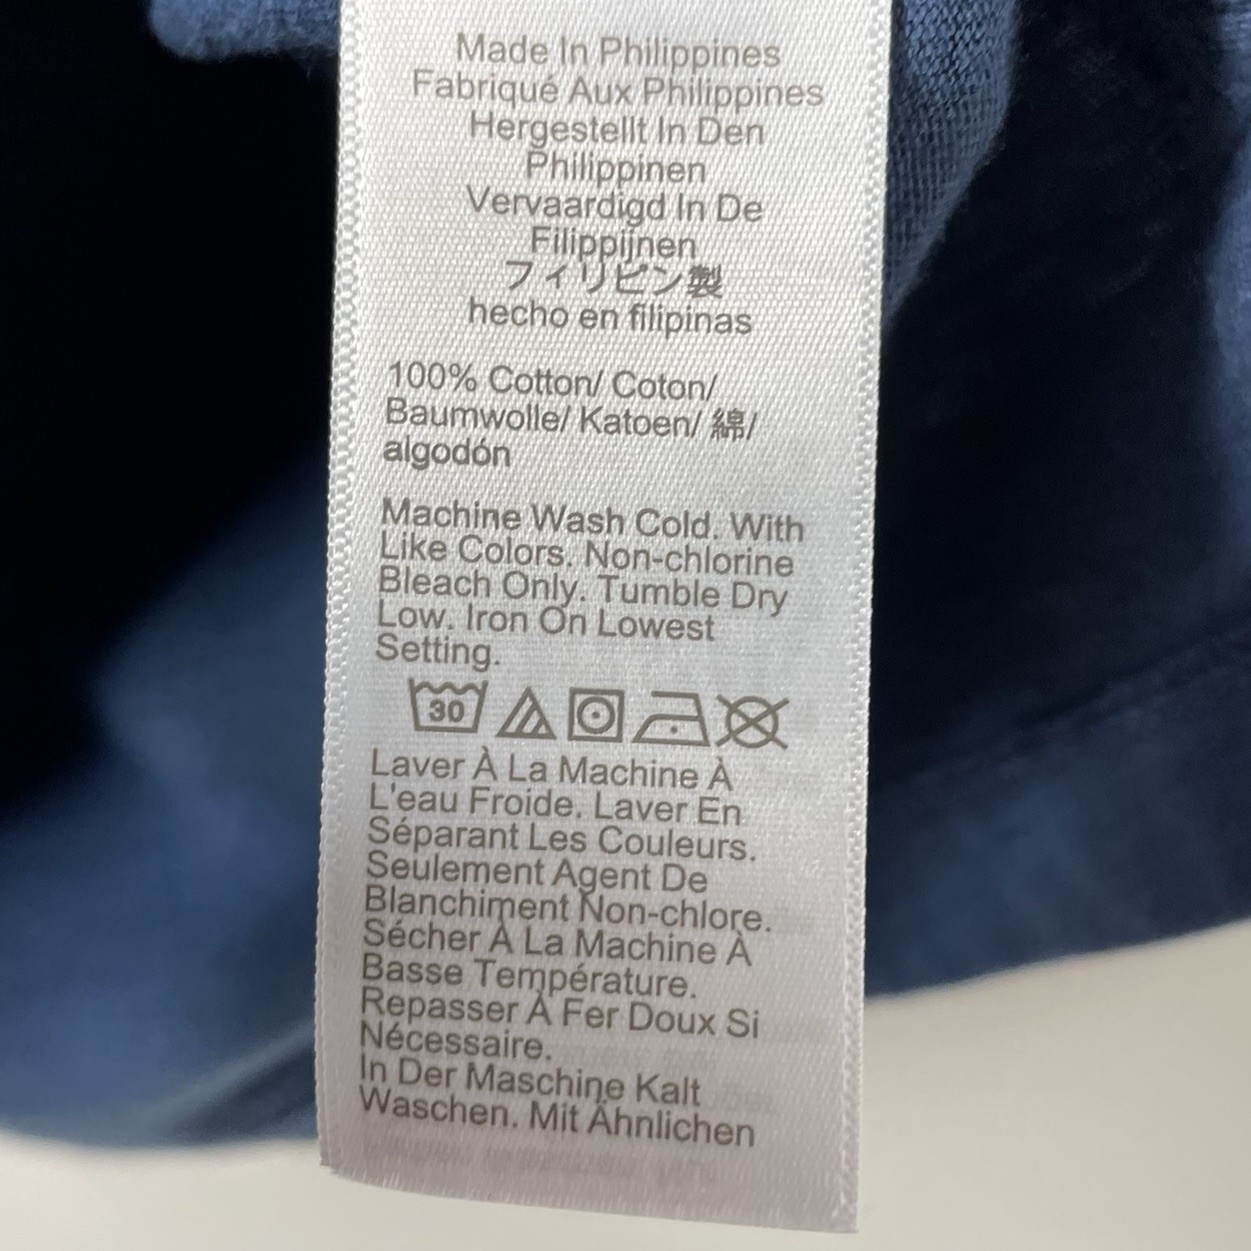 Made In Philippines
Fabriqué Aux Philippines
Hergestellt In Den
Philippinen
Vervaardigd In De
Filippijnen
フィリピン製
hecho en filipinas
100% Cotton/ Coton/
Baumwolle/ Katoen/ 綿/
algodón
Machine Wash Cold. With
Like Colors. Non-chlorine
Bleach Only. Tumble Dry
Low. Iron On Lowest
Setting.
30
Laver À La Machine À
L'eau Froide. Laver En
Séparant Les Couleurs.
Seulement Agent De
Blanchiment Non-chlore.
Sécher À La Machine À
Basse Température.
Repasser À Fer Doux Si
Nécessaire.
In Der Maschine Kalt
Waschen. Mit Ähnlichen